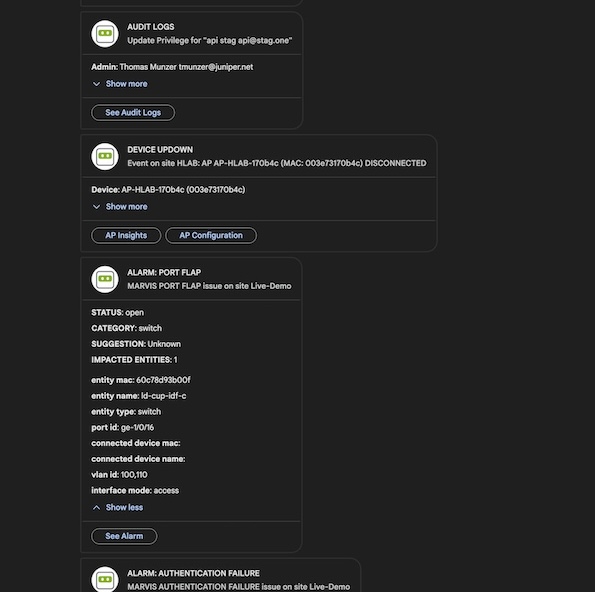 AUDIT LOGS
Update Privilege for "api stag api@stag.one"
Admin: Thomas Munzer tmunzer@juniper.net
Show more
See Audit Logs
DEVICE UPDOWN
Event on site HLAB: AP AP-HLAB-170b4c (MAC: 003e73170b4c) DISCONNECTED
Device: AP-HLAB-170b4c (003e73170b4c)
Show more
AP Insights AP Configuration
ALARM: PORT FLAP
MARVIS PORT FLAP issue on site Live-Demo
STATUS: open
CATEGORY: switch
SUGGESTION: Unknown
IMPACTED ENTITIES: 1
entity mac: 60c78d93b00f
entity name: ld-cup-idf-c
entity type: switch
port id: ge-1/0/16
connected device mac:
connected device name:
vlan id: 100,110
interface mode: access
Show less
See Alarm
ALARM: AUTHENTICATION FAILURE
MARVIS AUTHENTICATION FAILURE issue on site Live-Demo